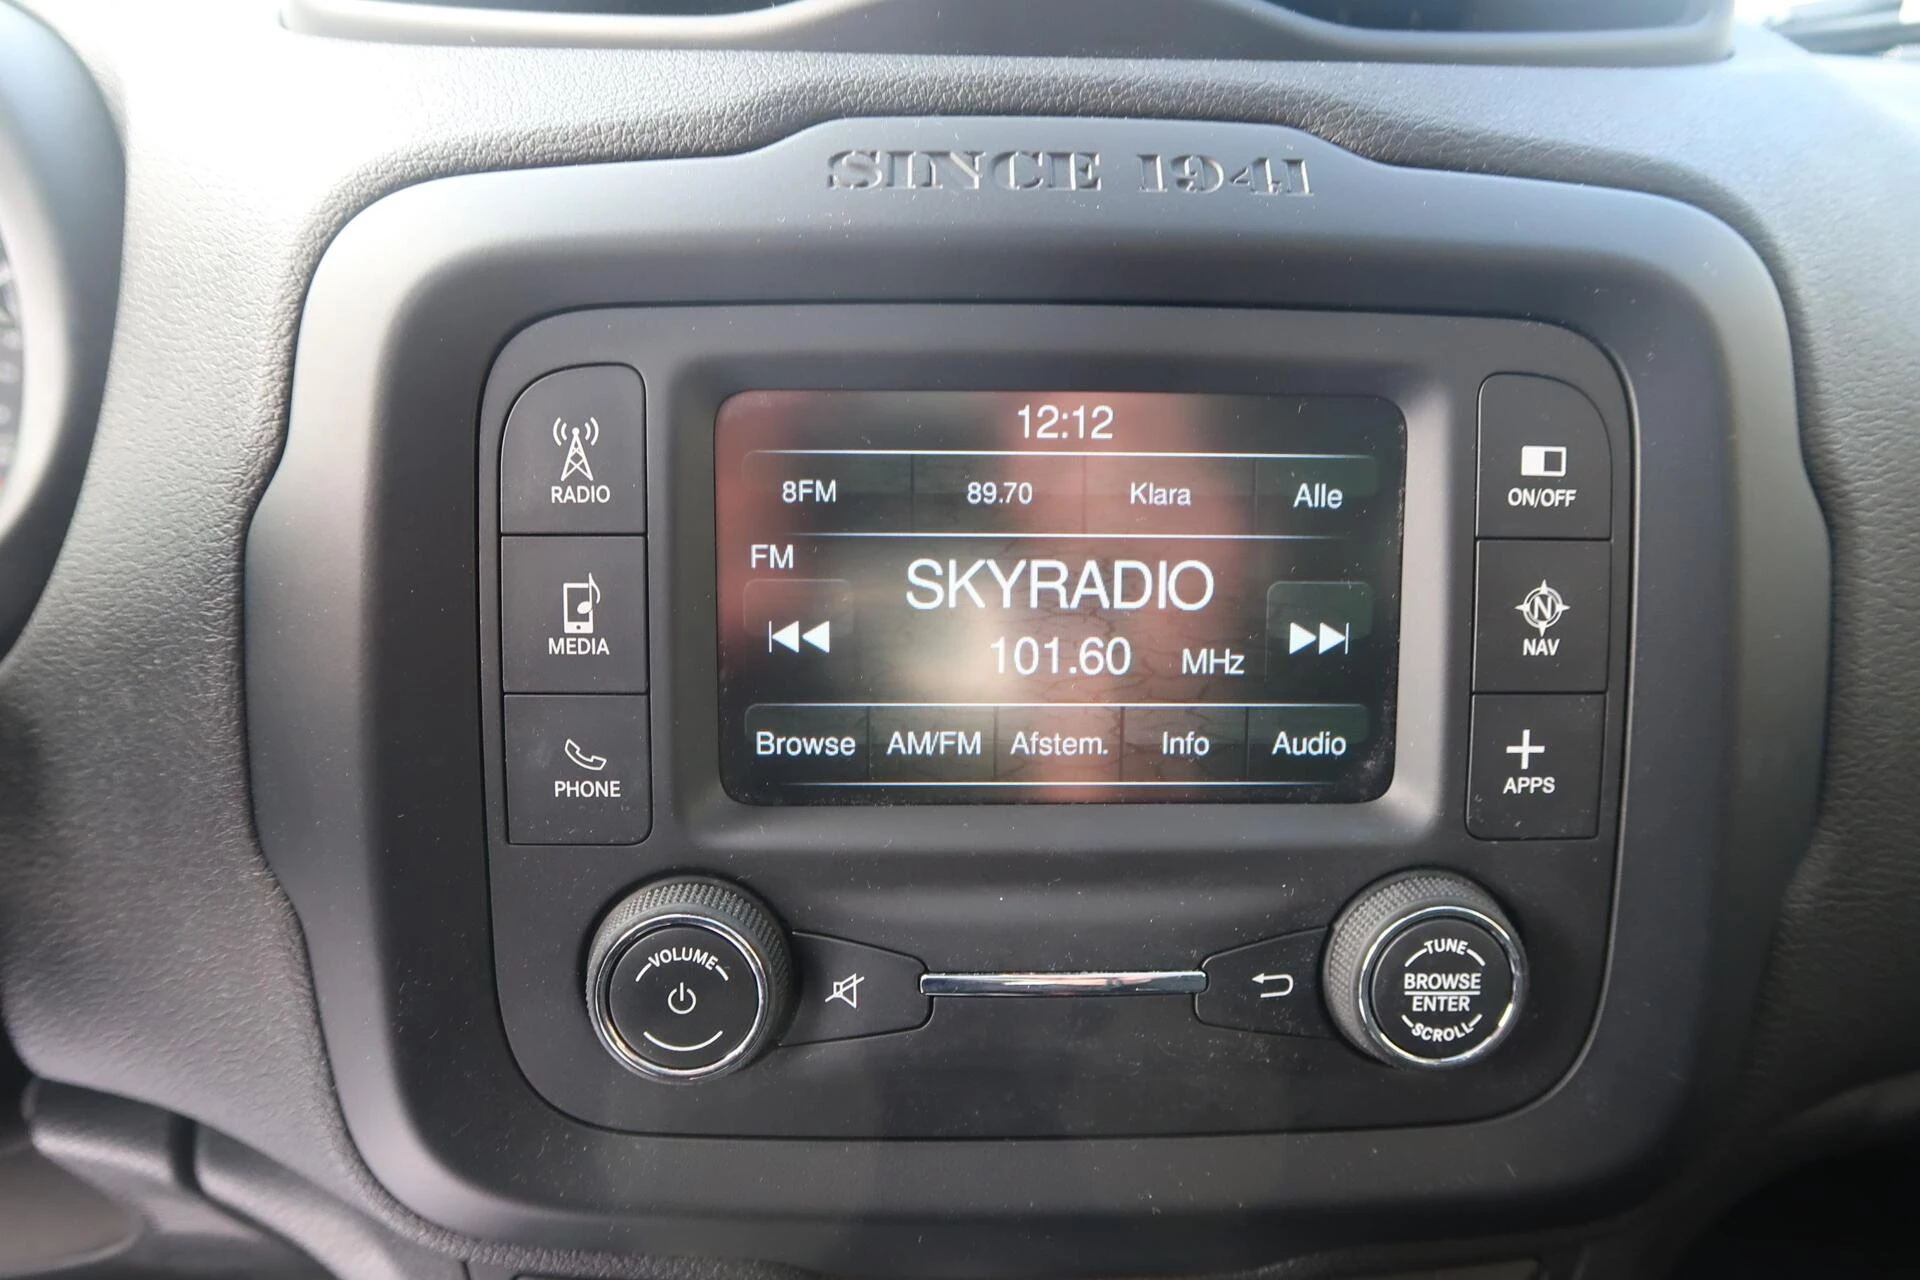 SINCE 1941
12:12
8FM 89.70 Klara Alle
FM
SKYRADIO
101.60 MHz
Browse AM/FM Afstem. Info Audio
RADIO
MEDIA
PHONE
ON/OFF
N
NAV
APPS
VOLUME
TUNE
BROWSE
ENTER
SCROLL